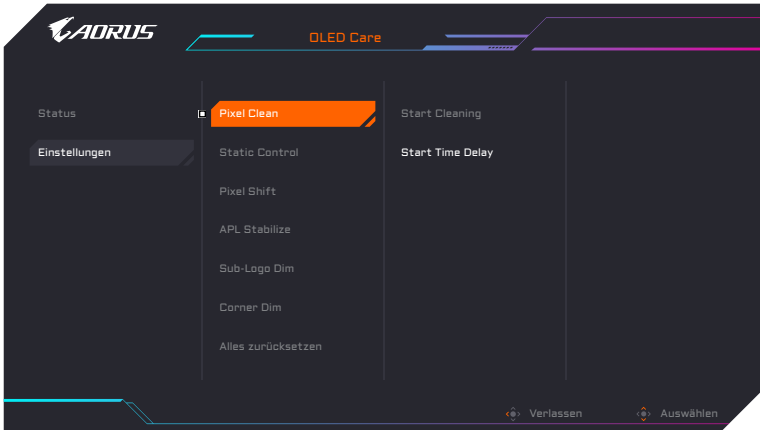 AORUS
OLED Care
Status
Einstellungen
Pixel Clean
Static Control
Pixel Shift
APL Stabilize
Sub-Logo Dim
Corner Dim
Alles zurücksetzen
Start Cleaning
Start Time Delay
Verlassen
Auswählen